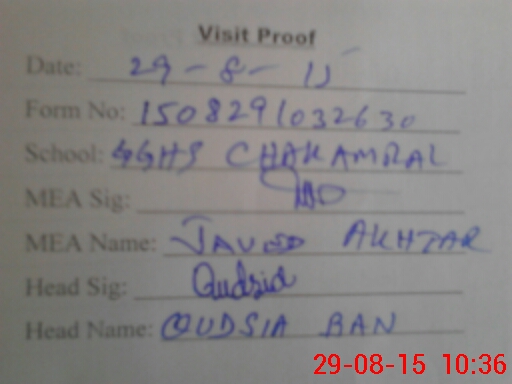 Visit Proof
Date: 29 - 8 - 15
Form No: 1508291032630
School: GGHS CHAKAMRAL
MEA Sig:
MEA Name: JAVED AKHTAR
Head Sig: Qudsia
Head Name: QUDSIA BAN
29-08-15 10:36